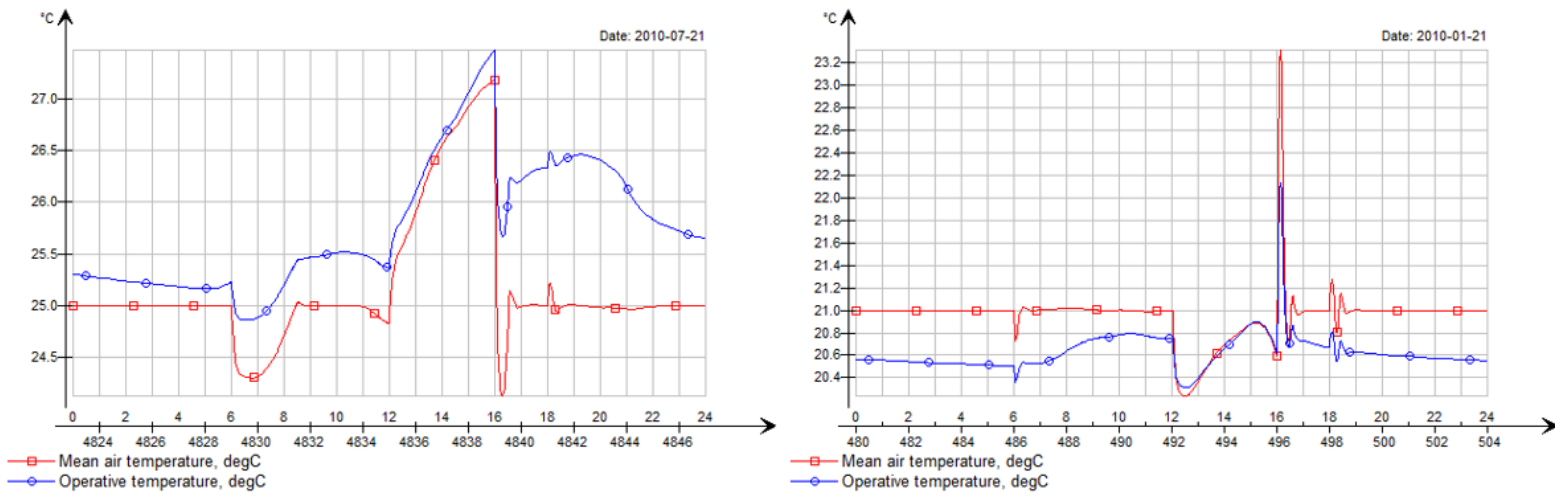 °C
Date: 2010-07-21
27.0
26.5
26.0
25.5
25.0
24.5
0 2 4 6 8 10 12 14 16 18 20 22 24
4824 4826 4828 4830 4832 4834 4836 4838 4840 4842 4844 4846
Mean air temperature, degC
Operative temperature, degC
°C
Date: 2010-01-21
23.2
23.0
22.8
22.6
22.4
22.2
22.0
21.8
21.6
21.4
21.2
21.0
20.8
20.6
20.4
0 2 4 6 8 10 12 14 16 18 20 22 24
480 482 484 486 488 490 492 494 496 498 500 502 504
Mean air temperature, degC
Operative temperature, degC